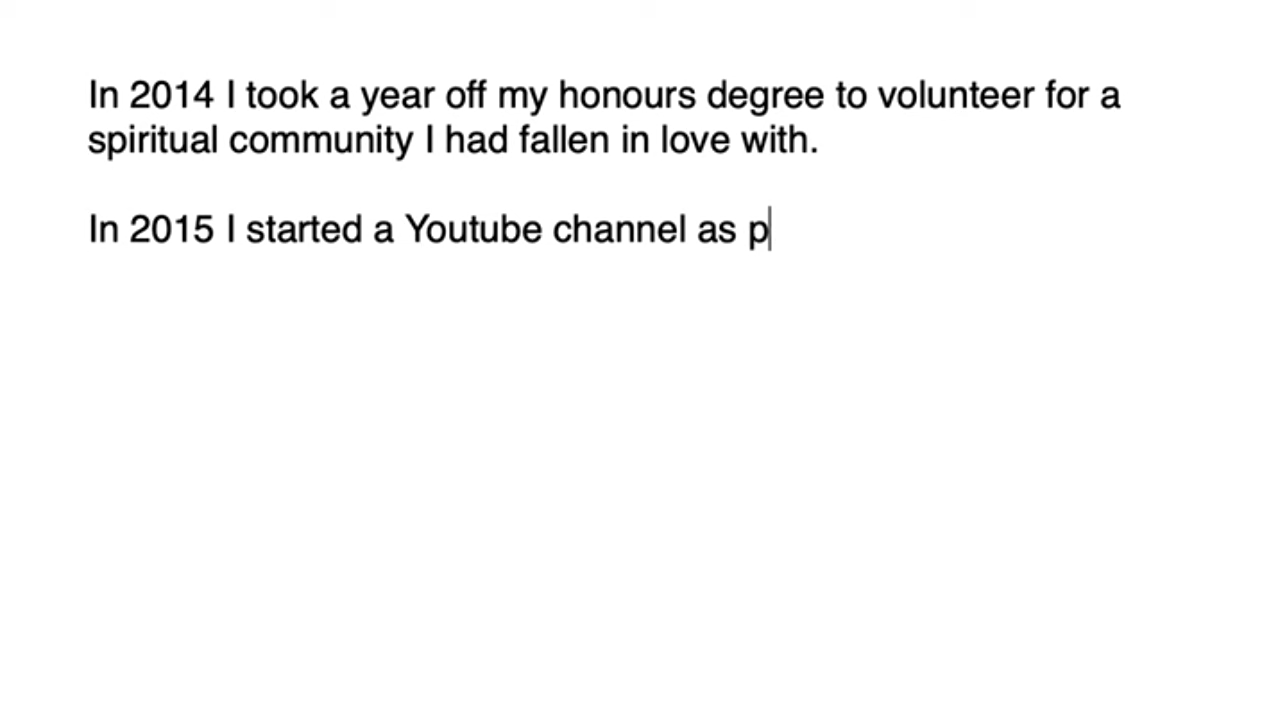 In 2014 I took a year off my honours degree to volunteer for a
spiritual community I had fallen in love with.
In 2015 I started a Youtube channel as p